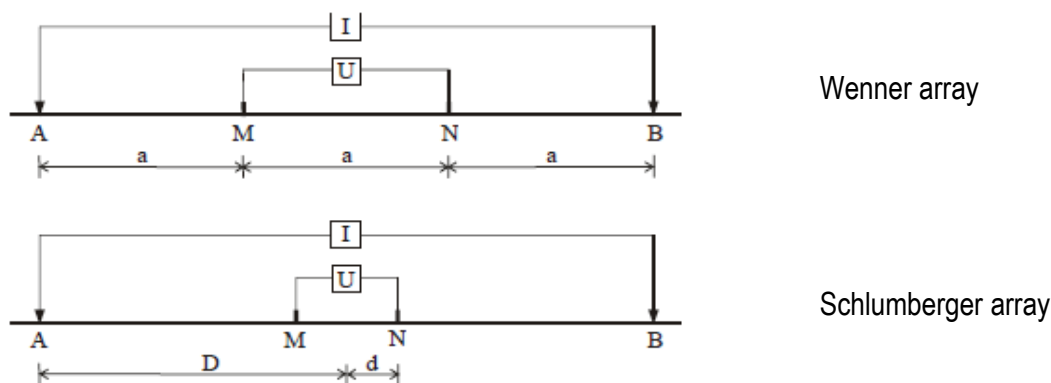 I
U
Wenner array
A M N B
a a a
I
U
Schlumberger array
A M N B
D d